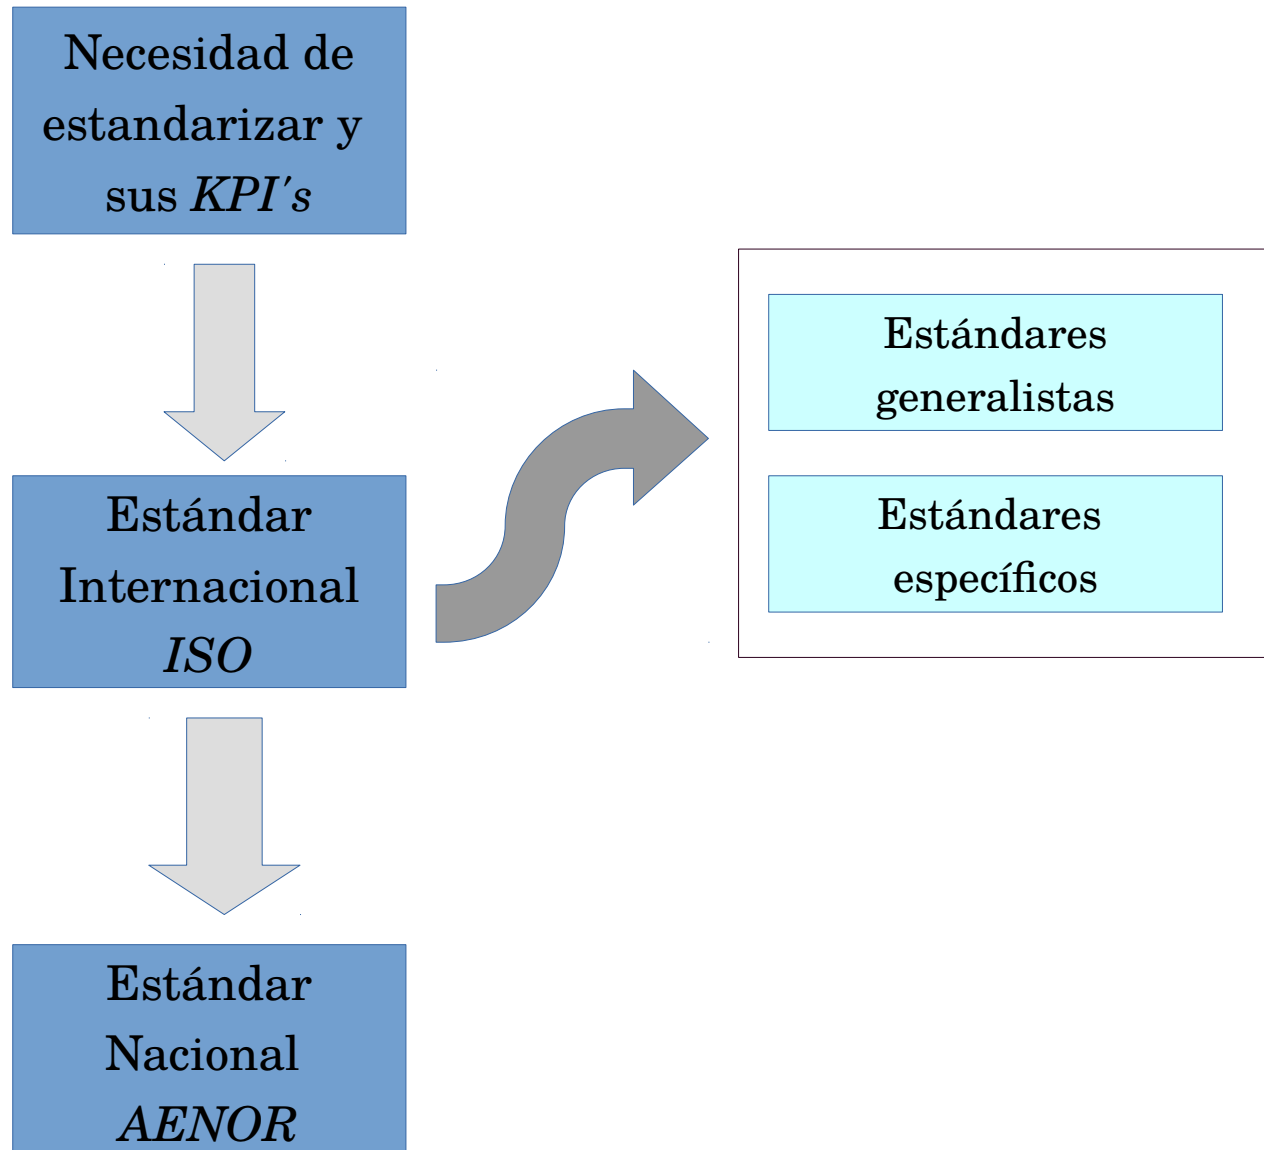 Necesidad de
estandarizar y
sus KPI's
Estándares
generalistas
Estándar
Internacional
ISO
Estándares
específicos
Estándar
Nacional
AENOR